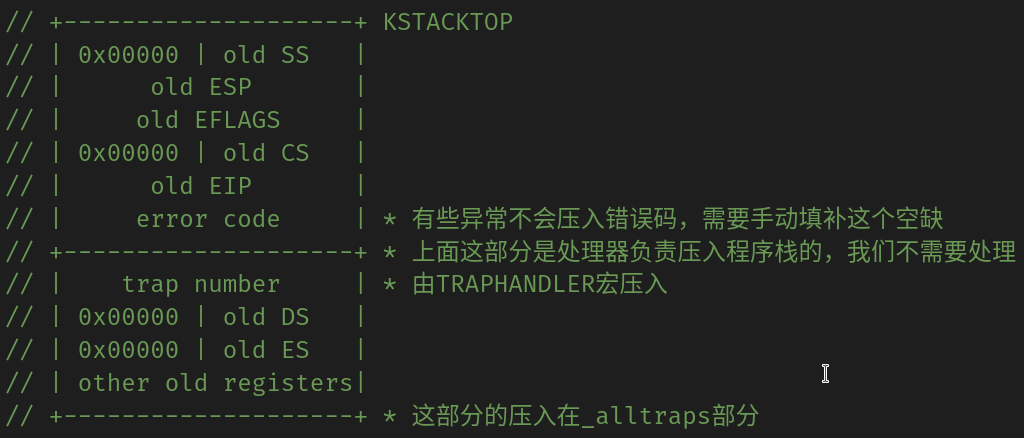 // +--------------------+ KSTACKTOP
// | 0x00000 | old SS   |
// |      old ESP       |
// |     old EFLAGS     |
// | 0x00000 | old CS   |
// |      old EIP       |
// |     error code     | * 有些异常不会压入错误码，需要手动填补这个空缺
// +--------------------+ * 上面这部分是处理器负责压入程序栈的，我们不需要处理
// |    trap number     | * 由TRAPHANDLER宏压入
// | 0x00000 | old DS   |
// | 0x00000 | old ES   |
// | other old registers|
// +--------------------+ * 这部分的压入在_alltraps部分